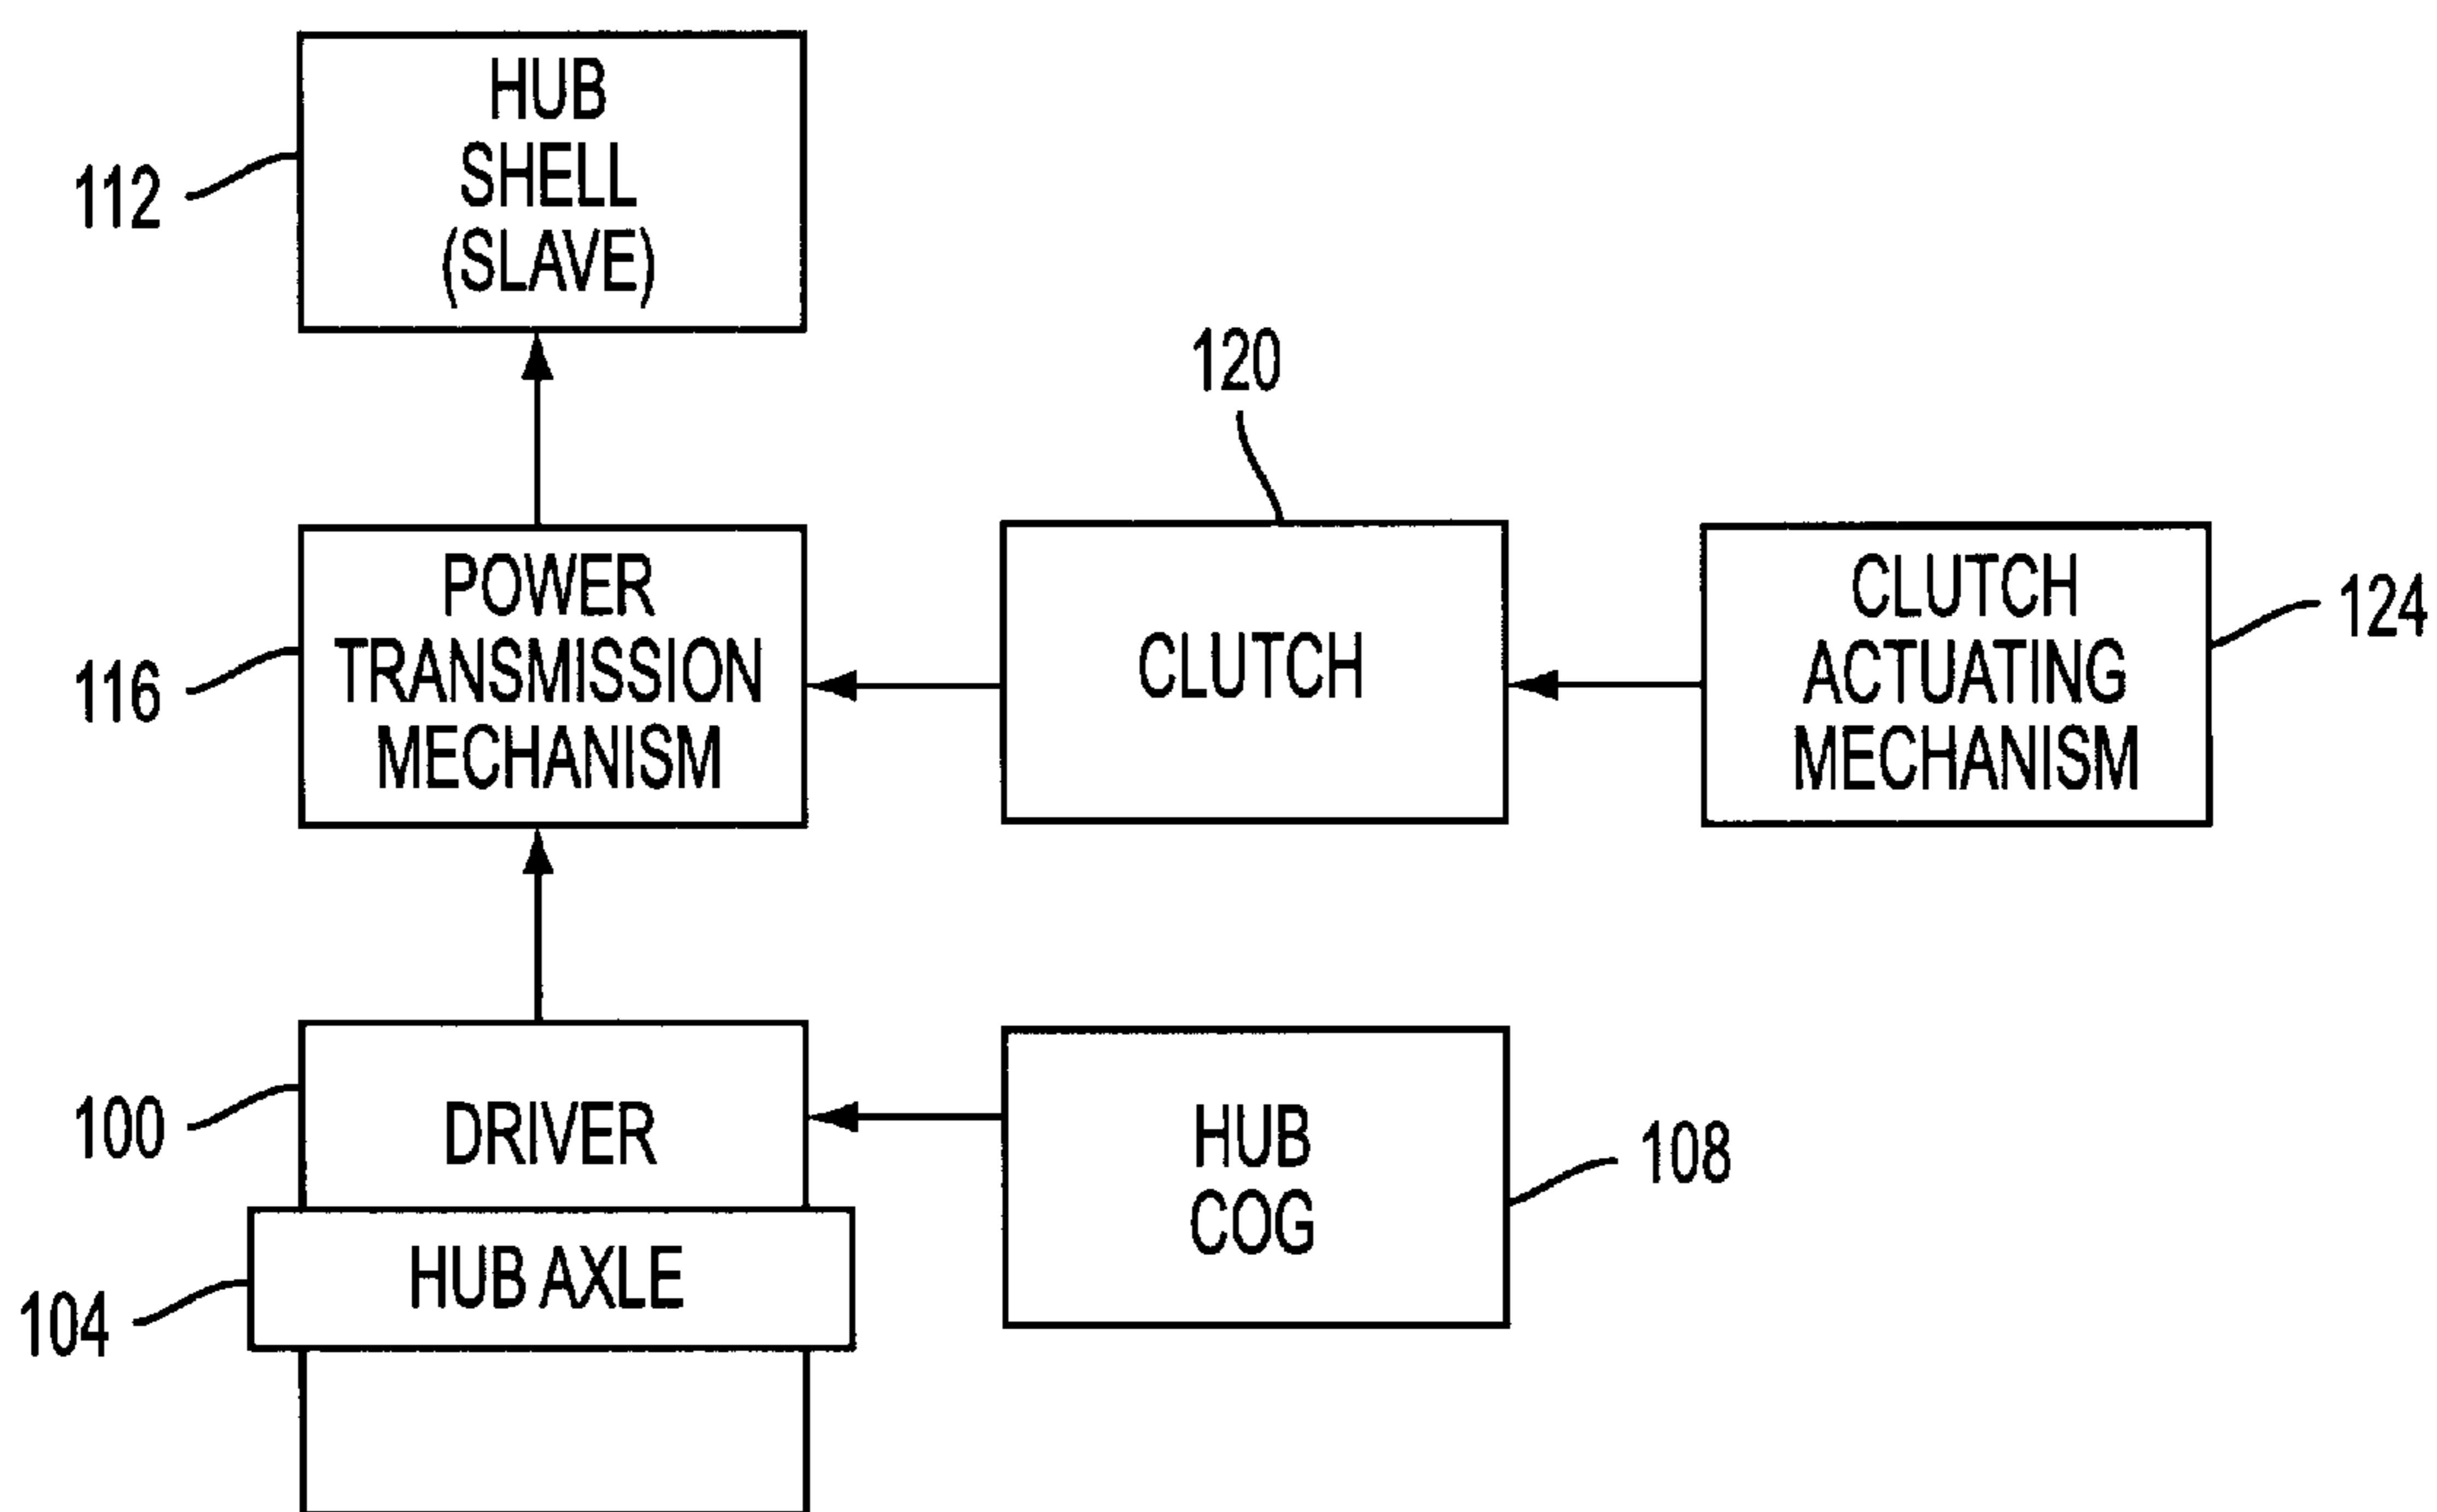 HUB
SHELL
(SLAVE)
112
120
POWER
TRANSMISSION
MECHANISM
116
CLUTCH
CLUTCH
ACTUATING
MECHANISM
124
100
DRIVER
HUB
COG
108
HUB AXLE
104